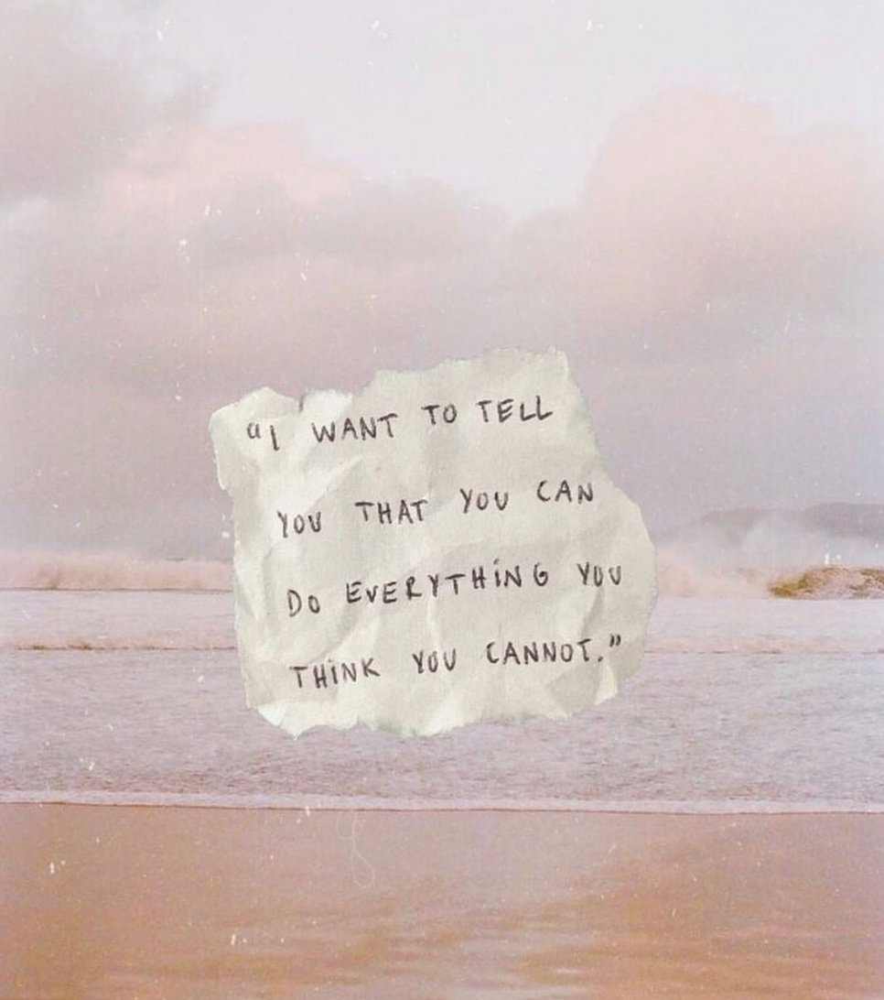 “I WANT TO TELL
YOU THAT YOU CAN
DO EVERYTHING YOU
THINK YOU CANNOT.”